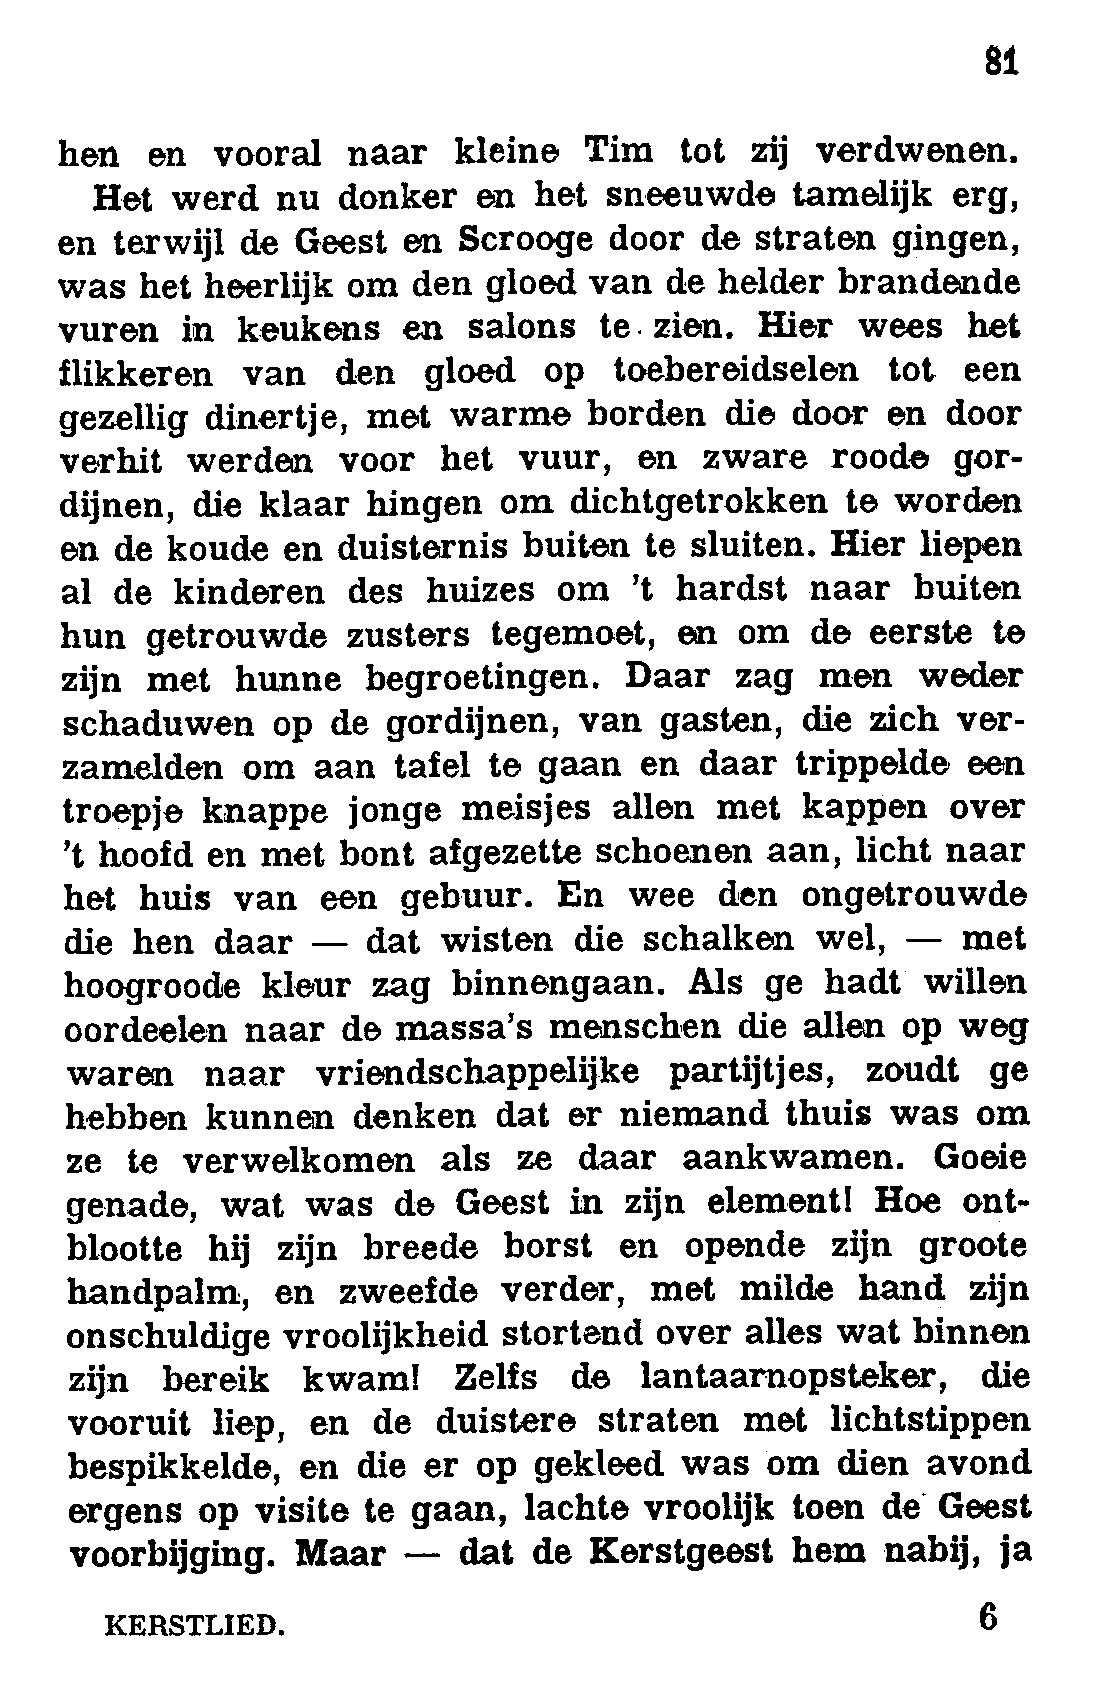 81
hen en vooral naar kleine Tim tot zij verdwenen.
Het werd nu donker en het sneeuwde tamelijk erg,
en terwijl de Geest en Scrooge door de straten gingen,
was het heerlijk om den gloed van de helder brandende
vuren in keukens en salons te zien. Hier wees het
flikkeren van den gloed op toebereidselen tot een
gezellig dinertje, met warme borden die door en door
verhit werden voor het vuur, en zware roode gor-
dijnen, die klaar hingen om dichtgetrokken te worden
en de koude en duisternis buiten te sluiten. Hier liepen
al de kinderen des huizes om 't hardst naar buiten
hun getrouwde zusters tegemoet, en om de eerste te
zijn met hunne begroetingen. Daar zag men weder
schaduwen op de gordijnen, van gasten, die zich ver-
zamelden om aan tafel te gaan en daar trippelde een
troepje knappe jonge meisjes allen met kappen over
't hoofd en met bont afgezette schoenen aan, licht naar
het huis van een gebuur. En wee den ongetrouwde
die hen daar — dat wisten die schalken wel, — met
hoogroode kleur zag binnengaan. Als ge hadt willen
oordeelen naar de massa's menschen die allen op weg
waren naar vriendschappelijke partijtjes, zoudt ge
hebben kunnen denken dat er niemand thuis was om
ze te verwelkomen als ze daar aankwamen. Goeie
genade, wat was de Geest in zijn element! Hoe ont-
blootte hij zijn breede borst en opende zijn groote
handpalm, en zweefde verder, met milde hand zijn
onschuldige vroolijkheid stortend over alles wat binnen
zijn bereik kwam! Zelfs de lantaarnopsteker, die
vooruit liep, en de duistere straten met lichtstippen
bespikkelde, en die er op gekleed was om dien avond
ergens op visite te gaan, lachte vroolijk toen de Geest
voorbijging. Maar — dat de Kerstgeest hem nabij, ja
KERSTLIED. 6